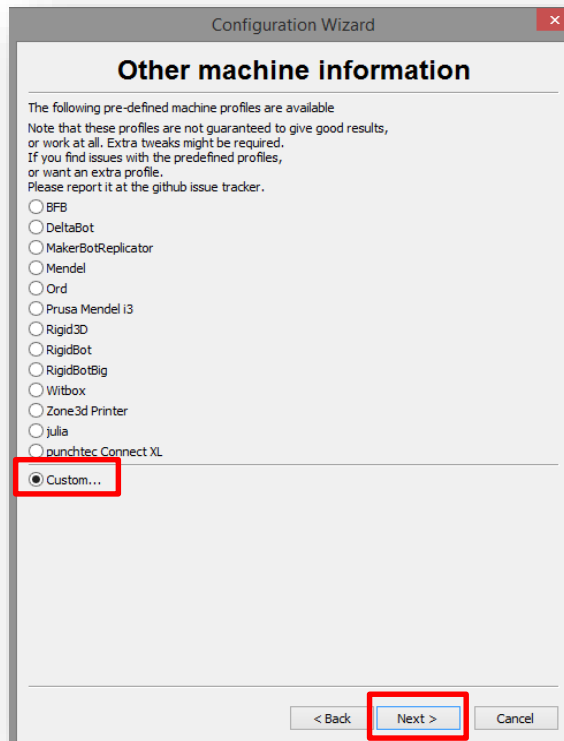 Configuration Wizard
Other machine information
The following pre-defined machine profiles are available
Note that these profiles are not guaranteed to give good results,
or work at all. Extra tweaks might be required.
If you find issues with the predefined profiles,
or want an extra profile.
Please report it at the github issue tracker.
BFB
DeltaBot
MakerBotReplicator
Mendel
Ord
Prusa Mendel i3
Rigid3D
RigidBot
RigidBotBig
Witbox
Zone3d Printer
julia
punchtec Connect XL
Custom...
< Back Next > Cancel